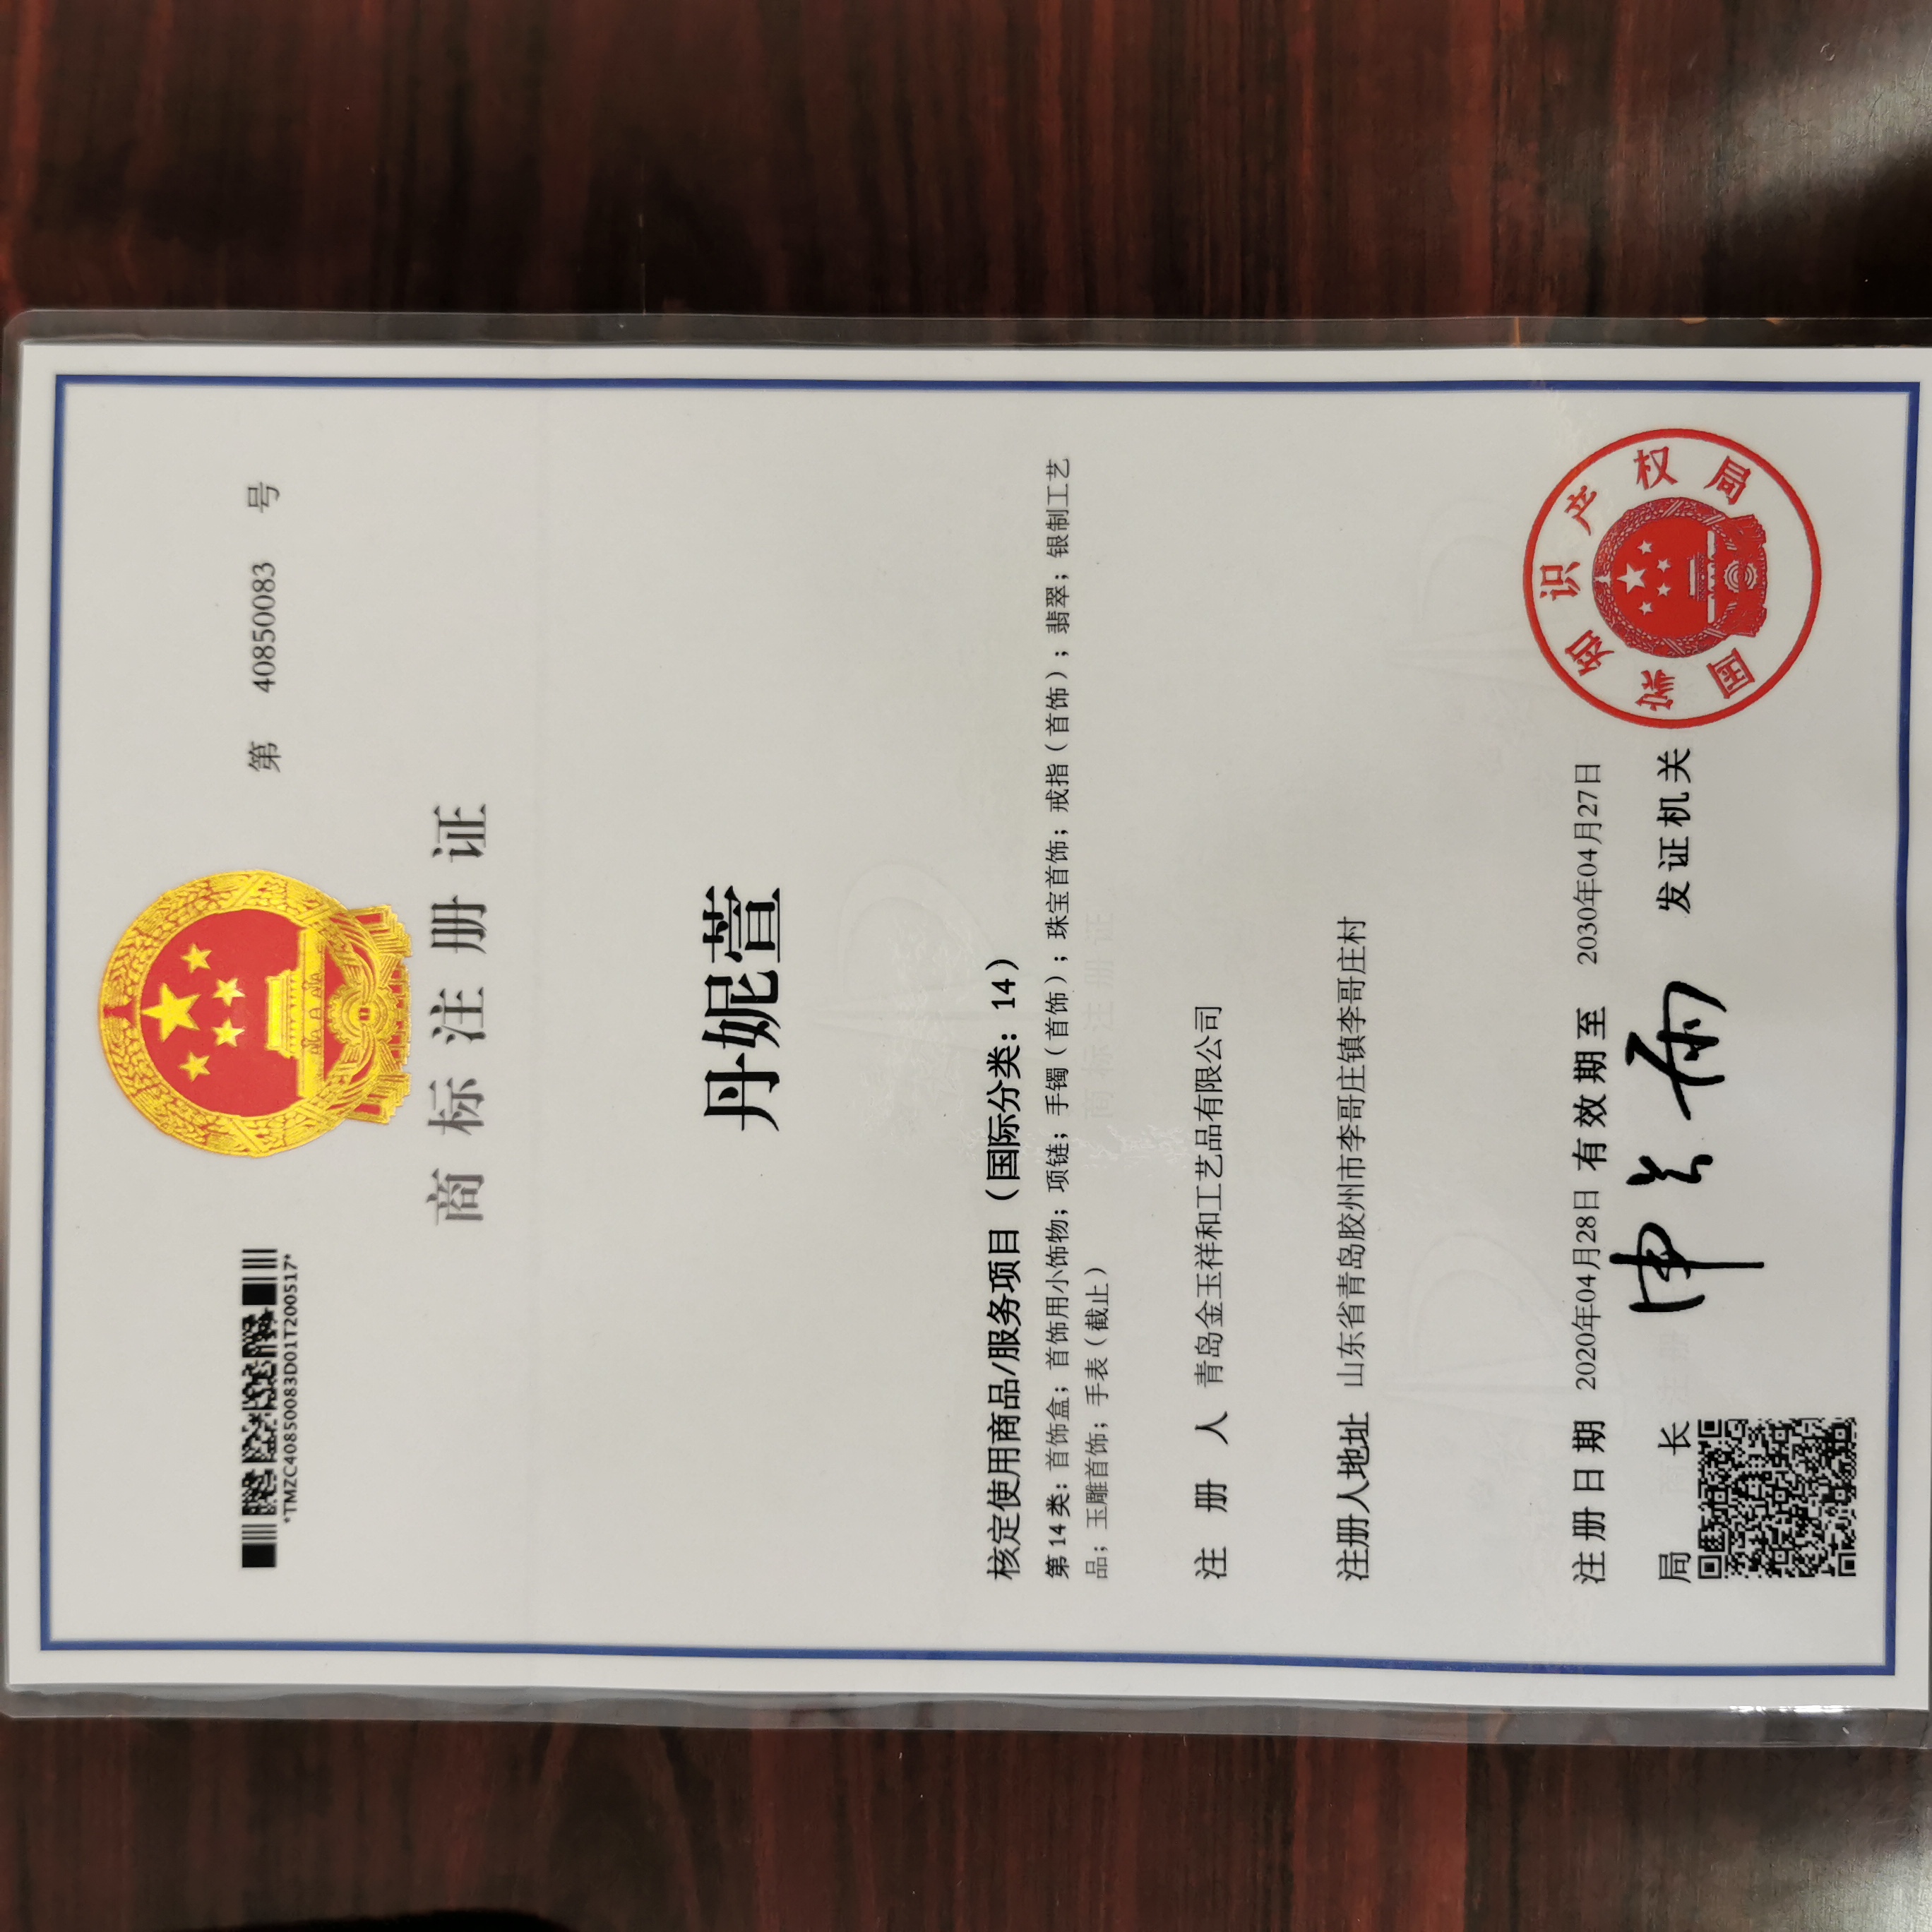 *TMZC40850083D01T200517*
第 40850083 号
商标注册证
丹妮萱
核定使用商品/服务项目（国际分类：14）
第14类：首饰盒；首饰用小饰物；项链；手镯（首饰）；珠宝首饰；戒指（首饰）；翡翠；银制工艺
品；玉雕首饰；手表（截止）
注册人 青岛金玉祥和工艺品有限公司
注册人地址 山东省青岛胶州市李哥庄镇李哥庄村
注册日期 2020年04月28日 有效期至 2030年04月27日
局长 申长雨 发证机关
国家知识产权局